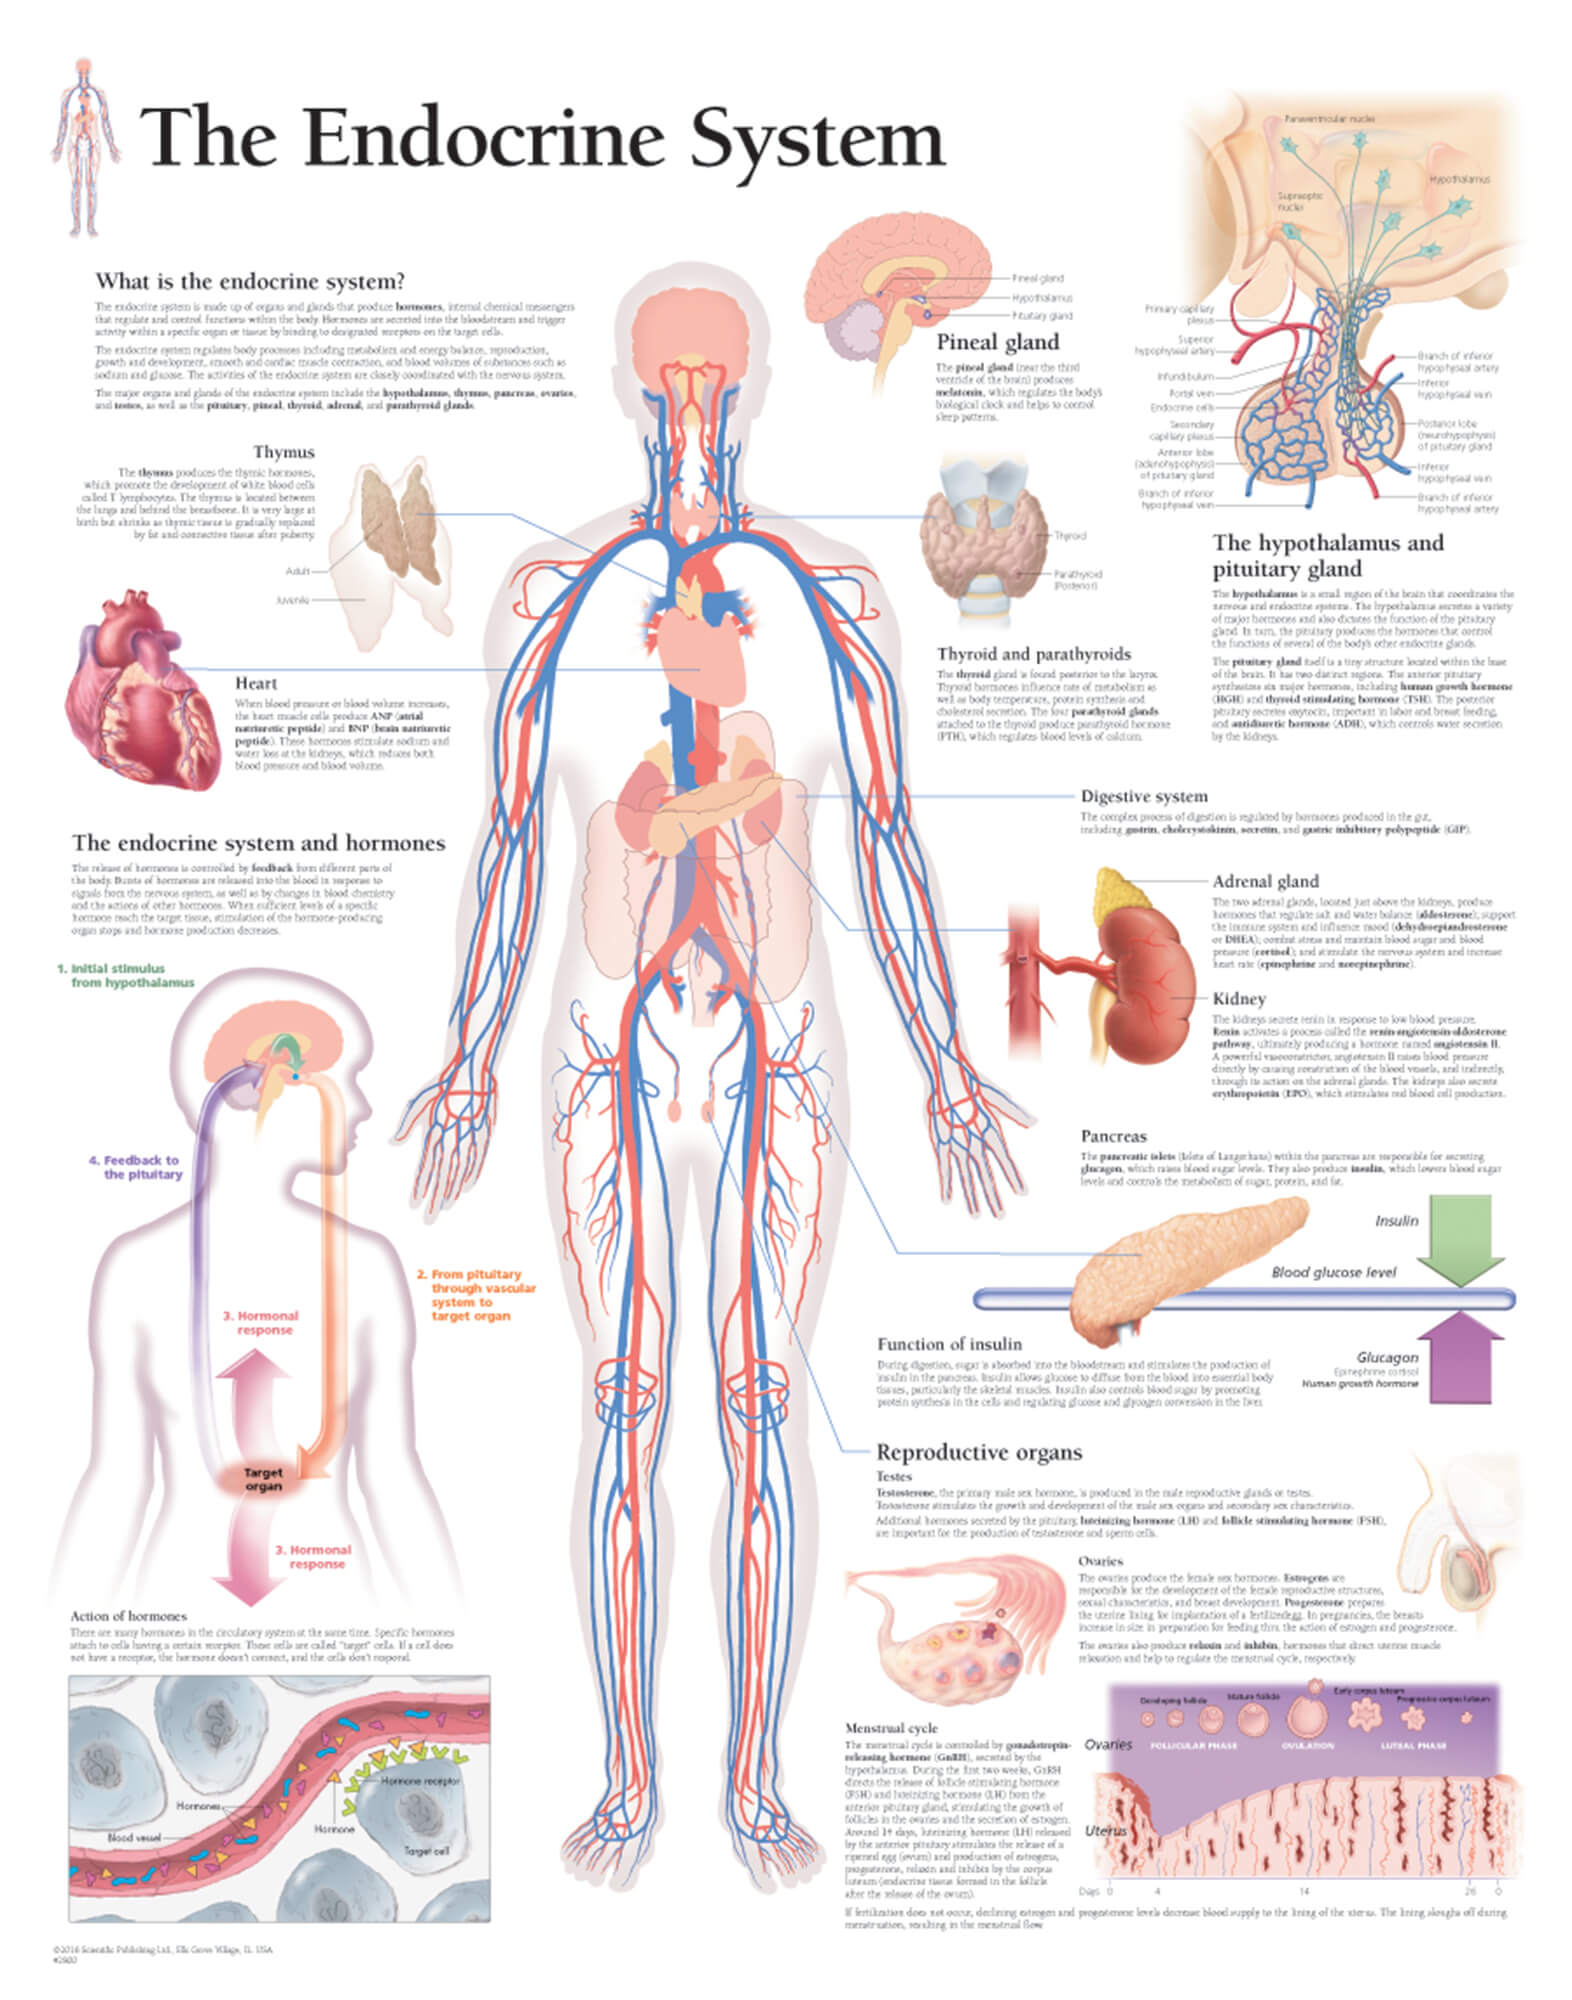 The Endocrine System
What is the endocrine system?
The endocrine system is made up of organs and glands that produce hormones, internal chemical messengers
that regulate and control functions within the body. Hormones are secreted into the bloodstream and trigger
activity within a specific organ or tissue by binding to designated receptors on the target cells.
The endocrine system regulates body processes including metabolism and energy balance, reproduction,
growth and development, smooth and cardiac muscle contraction, and blood volumes of substances such as
sodium and glucose. The activities of the endocrine system are closely coordinated with the nervous system.
The major organs and glands of the endocrine system include the hypothalamus, thymus, pancreas, ovaries,
and testes, as well as the pituitary, pineal, thyroid, adrenal, and parathyroid glands.
Thymus
The thymus produces the thymic hormones,
which promote the development of white blood cells
called T lymphocytes. The thymus is located between
the lungs and behind the breastbone. It is very large at
birth but shrinks as thymic tissue is gradually replaced
by fat and connective tissue after puberty.
Adult
Juvenile
Heart
When blood pressure or blood volume increases,
the heart muscle cells produce ANP (atrial
natriuretic peptide) and BNP (brain natriuretic
peptide). These hormones stimulate sodium and
water loss at the kidneys, which reduces both
blood pressure and blood volume.
The endocrine system and hormones
The release of hormones is controlled by feedback from different parts of
the body. Bursts of hormones are released into the blood in response to
signals from the nervous system, as well as by changes in blood chemistry
and the actions of other hormones. When sufficient levels of a specific
hormone reach the target tissue, stimulation of the hormone-producing
organ stops and hormone production decreases.
1. Initial stimulus
from hypothalamus
4. Feedback to
the pituitary
2. From pituitary
through vascular
system to
target organ
3. Hormonal
response
Target
organ
3. Hormonal
response
Action of hormones
There are many hormones in the circulatory system at the same time. Specific hormones
attach to cells having a certain receptor. These cells are called "target" cells. If a cell does
not have a receptor, the hormone doesn't connect, and the cells don't respond.
Hormone receptor
Hormones
Hormone
Blood vessel
Target cell
©2016 Scientific Publishing Ltd., Elk Grove Village, IL USA
#2600
Pineal gland
Hypothalamus
Pituitary gland
Pineal gland
The pineal gland (near the third
ventricle of the brain) produces
melatonin, which regulates the body's
biological clock and helps to control
sleep patterns.
Thyroid
Parathyroid
(Posterior)
Thyroid and parathyroids
The thyroid gland is found posterior to the larynx.
Thyroid hormones influence rate of metabolism as
well as body temperature, protein synthesis and
cholesterol secretion. The four parathyroid glands
attached to the thyroid produce parathyroid hormone
(PTH), which regulates blood levels of calcium.
Paraventricular nuclei
Hypothalamus
Supraoptic
nuclei
Primary capillary
plexus
Superior
hypophyseal artery
Infundibulum
Portal vein
Endocrine cells
Secondary
capillary plexus
Anterior lobe
(adenohypophysis)
of pituitary gland
Branch of inferior
hypophyseal vein
Branch of inferior
hypophyseal artery
Inferior
hypophyseal vein
Posterior lobe
(neurohypophysis)
of pituitary gland
Inferior
hypophyseal vein
Branch of inferior
hypophyseal artery
The hypothalamus and
pituitary gland
The hypothalamus is a small region of the brain that coordinates the
nervous and endocrine systems. The hypothalamus secretes a variety
of major hormones and also dictates the function of the pituitary
gland. In turn, the pituitary produces the hormones that control
the functions of several of the body's other endocrine glands.
The pituitary gland itself is a tiny structure located within the base
of the brain. It has two distinct regions. The anterior pituitary
synthesizes six major hormones, including human growth hormone
(HGH) and thyroid stimulating hormone (TSH). The posterior
pituitary secretes oxytocin, important in labor and breast feeding,
and antidiuretic hormone (ADH), which controls water secretion
by the kidneys.
Digestive system
The complex process of digestion is regulated by hormones produced in the gut,
including gastrin, cholecystokinin, secretin, and gastric inhibitory polypeptide (GIP).
Adrenal gland
The two adrenal glands, located just above the kidneys, produce
hormones that regulate salt and water balance (aldosterone); support
the immune system and influence mood (dehydroepiandrosterone
or DHEA); combat stress and maintain blood sugar and blood
pressure (cortisol); and stimulate the nervous system and increase
heart rate (epinephrine and norepinephrine).
Kidney
The kidneys secrete renin in response to low blood pressure.
Renin activates a process called the renin-angiotensin-aldosterone
pathway, ultimately producing a hormone named angiotensin II.
A powerful vasoconstrictor, angiotensin II raises blood pressure
directly by causing constriction of the blood vessels, and indirectly,
through its action on the adrenal glands. The kidneys also secrete
erythropoietin (EPO), which stimulates red blood cell production.
Pancreas
The pancreatic islets (Islets of Langerhans) within the pancreas are responsible for secreting
glucagon, which raises blood sugar levels. They also produce insulin, which lowers blood sugar
levels and controls the metabolism of sugar, protein, and fat.
Insulin
Blood glucose level
Glucagon
Epinephrine cortisol
Human growth hormone
Function of insulin
During digestion, sugar is absorbed into the bloodstream and stimulates the production of
insulin in the pancreas. Insulin allows glucose to diffuse from the blood into essential body
tissues, particularly the skeletal muscles. Insulin also controls blood sugar by promoting
protein synthesis in the cells and regulating glucose and glycogen conversion in the liver.
Reproductive organs
Testes
Testosterone, the primary male sex hormone, is produced in the male reproductive glands or testes.
Testosterone stimulates the growth and development of the male sex organs and secondary sex characteristics.
Additional hormones secreted by the pituitary, luteinizing hormone (LH) and follicle stimulating hormone (FSH),
are important for the production of testosterone and sperm cells.
Ovaries
The ovaries produce the female sex hormones. Estrogens are
responsible for the development of the female reproductive structures,
sexual characteristics, and breast development. Progesterone prepares
the uterine lining for implantation of a fertilizedegg. In pregnancies, the breasts
increase in size in preparation for feeding thru the action of estrogen and progesterone.
The ovaries also produce relaxin and inhibin, hormones that direct uterine muscle
relaxation and help to regulate the menstrual cycle, respectively.
Menstrual cycle
The menstrual cycle is controlled by gonadotropin-
releasing hormone (GnRH), secreted by the
hypothalamus. During the first two weeks, GnRH
directs the release of follicle stimulating hormone
(FSH) and luteinizing hormone (LH) from the
anterior pituitary gland, stimulating the growth of
follicles in the ovaries and the secretion of estrogen.
Around 14 days, luteinizing hormone (LH) released
by the anterior pituitary stimulates the release of a
ripened egg (ovum) and production of estrogens,
progesterone, relaxin and inhibin by the corpus
luteum (endocrine tissue formed in the follicle
after the release of the ovum).
If fertilization does not occur, declining estrogen and progesterone levels decrease blood supply to the lining of the uterus. The lining sloughs off during
menstruation, resulting in the menstrual flow
Developing follicle
Mature follicle
Early corpus luteum
Progressive corpus luteum
Ovaries
FOLLICULAR PHASE
OVULATION
LUTEAL PHASE
Uterus
Days 0 4 14 26 0